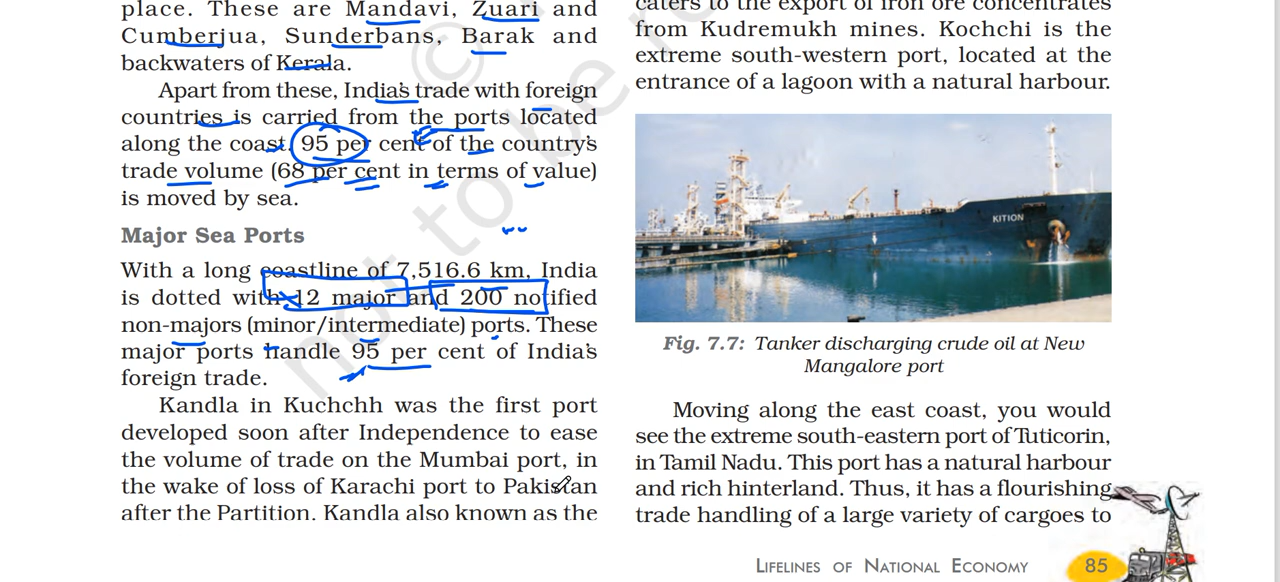 place. These are Mandavi, Zuari and
Cumberjua, Sunderbans, Barak and
backwaters of Kerala.
Apart from these, India's trade with foreign
countries is carried from the ports located
along the coast. 95 per cent of the country's
trade volume (68 per cent in terms of value)
is moved by sea.
Major Sea Ports
With a long coastline of 7,516.6 km, India
is dotted with 12 major and 200 notified
non-majors (minor/intermediate) ports. These
major ports handle 95 per cent of India's
foreign trade.
Kandla in Kuchchh was the first port
developed soon after Independence to ease
the volume of trade on the Mumbai port, in
the wake of loss of Karachi port to Pakistan
after the Partition. Kandla also known as the
caters to the export of iron ore concentrates
from Kudremukh mines. Kochchi is the
extreme south-western port, located at the
entrance of a lagoon with a natural harbour.
KITION
Fig. 7.7: Tanker discharging crude oil at New
Mangalore port
Moving along the east coast, you would
see the extreme south-eastern port of Tuticorin,
in Tamil Nadu. This port has a natural harbour
and rich hinterland. Thus, it has a flourishing
trade handling of a large variety of cargoes to
LIFELINES OF NATIONAL ECONOMY 85
© not to be r